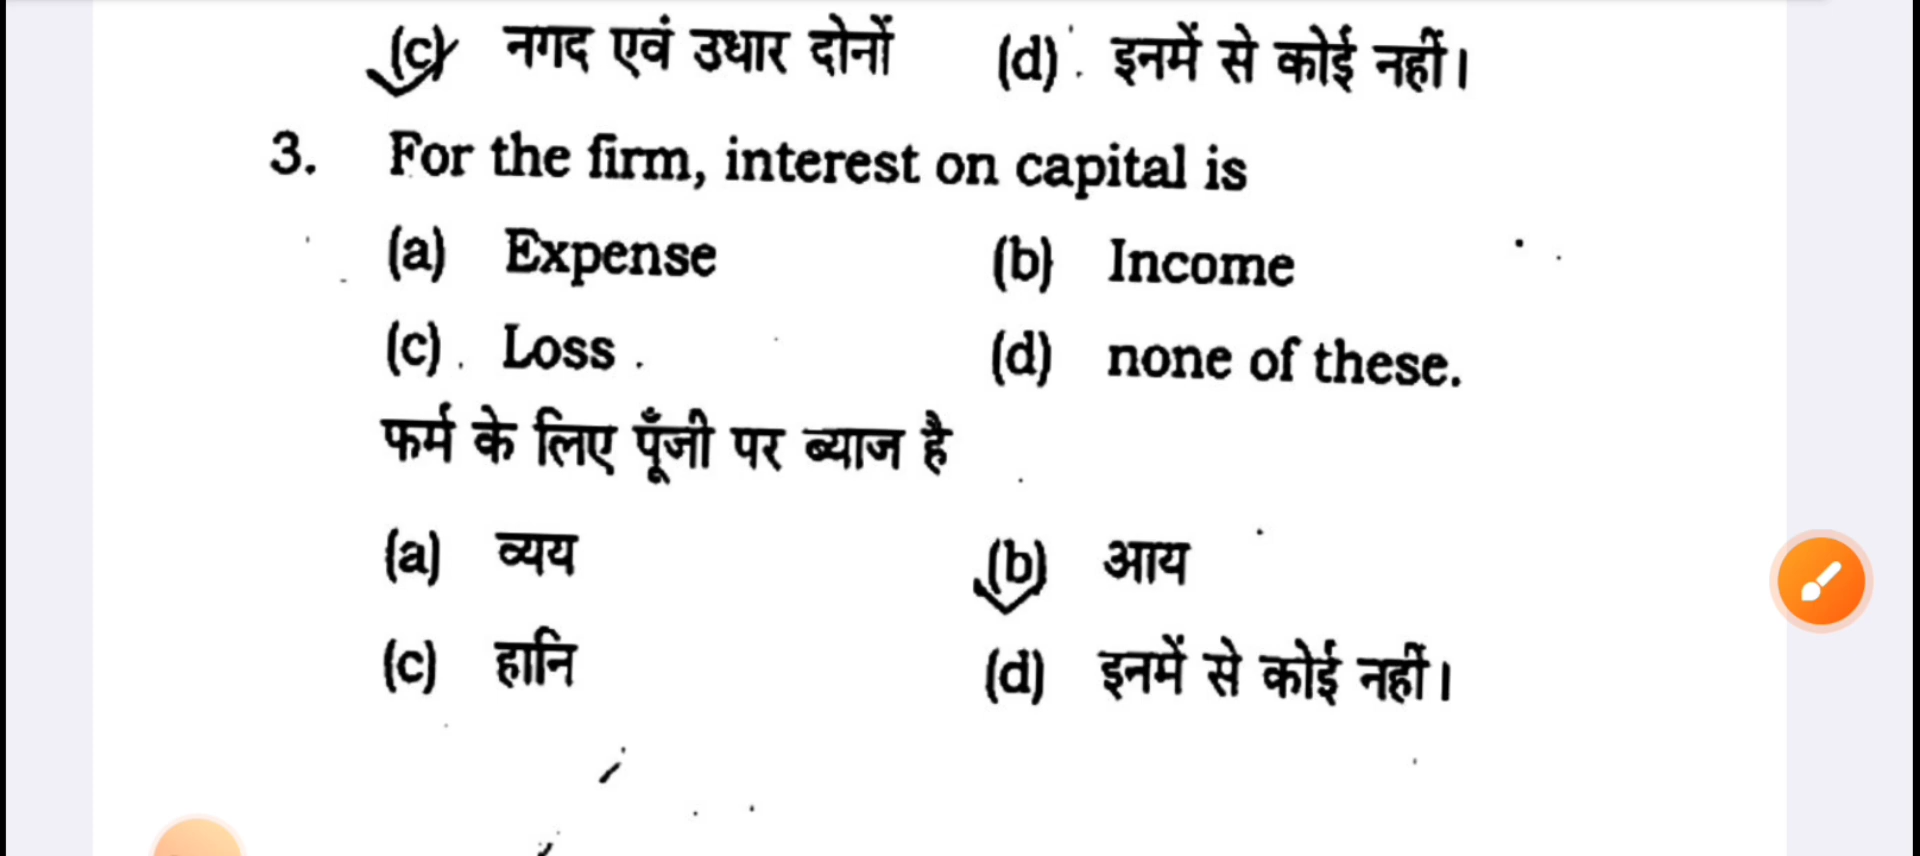 (c) नगद एवं उधार दोनों (d) इनमें से कोई नहीं।
3. For the firm, interest on capital is
(a) Expense (b) Income
(c) Loss (d) none of these.
फर्म के लिए पूँजी पर ब्याज है
(a) व्यय (b) आय
(c) हानि (d) इनमें से कोई नहीं।